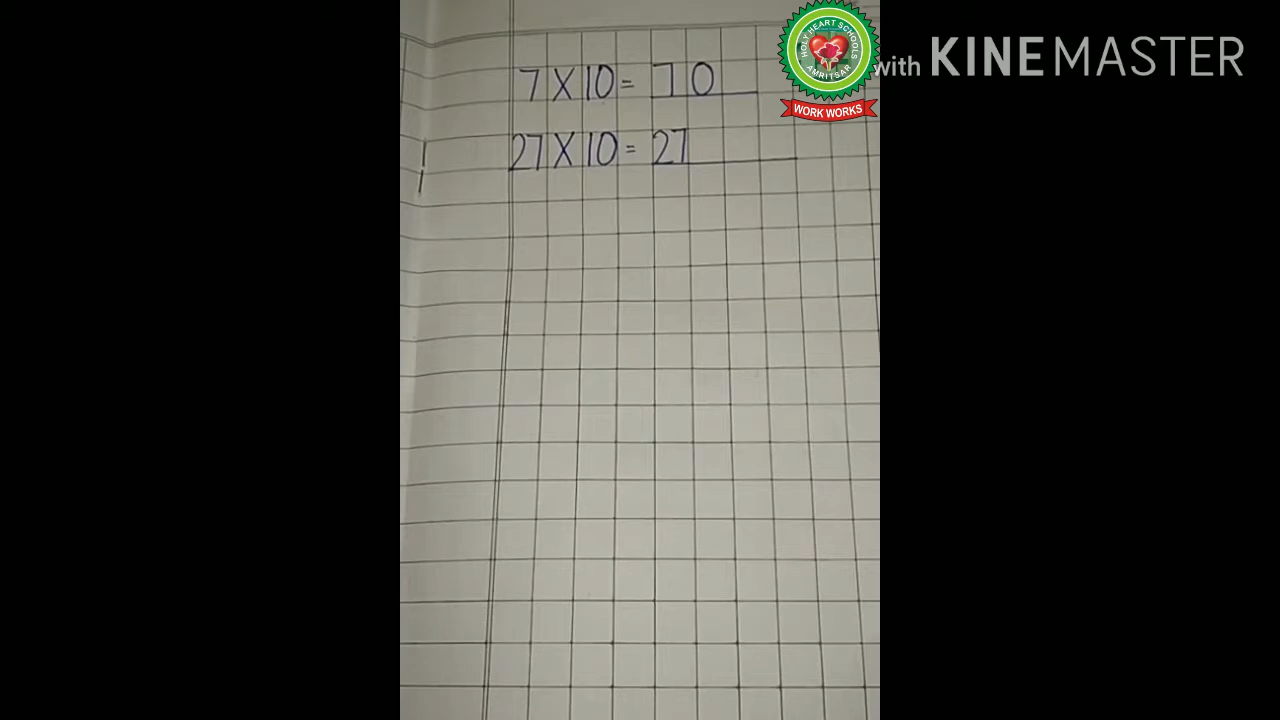 HOLY HEART SCHOOLS
AMRITSAR
WORK WORKS
with KINEMASTER
7 X 10 = 70
27 X 10 = 27